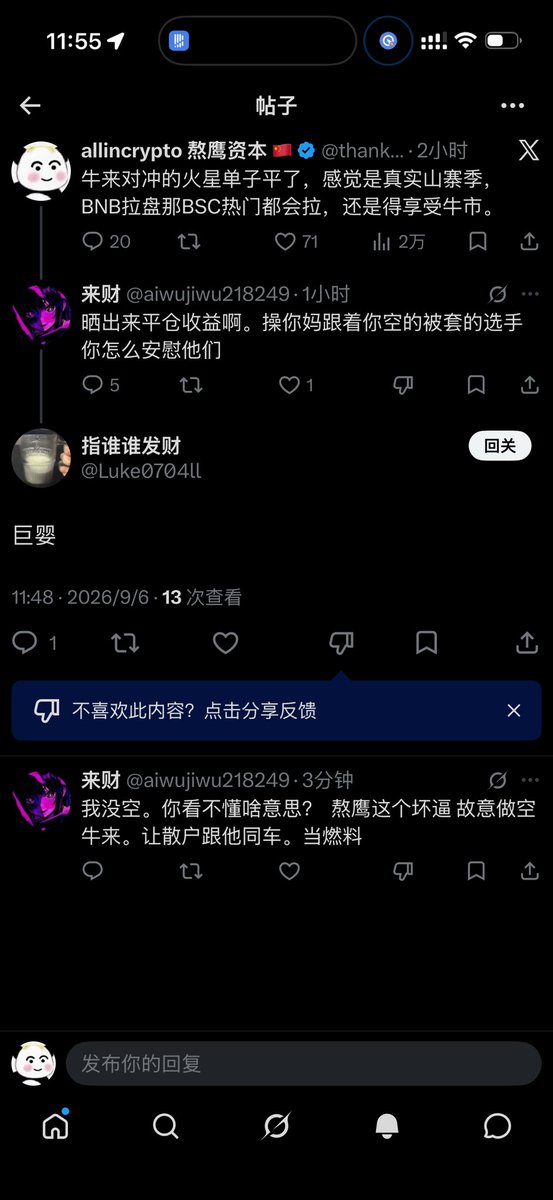 11:55
帖子
allincrypto 熬鹰资本 🇨🇳 @thank... · 2小时
牛来对冲的火星单子平了，感觉是真实山寨季，
BNB拉盘那BSC热门都会拉，还是得享受牛市。
20 71 2万
来财 @aiwujiwu218249 · 1小时
晒出来平仓收益啊。操你妈跟着你空的被套的选手
你怎么安慰他们
5 1
指谁谁发财
回关
@Luke0704ll
巨婴
11:48 · 2026/9/6 · 13 次查看
1
不喜欢此内容？点击分享反馈
来财 @aiwujiwu218249 · 3分钟
我没空。你看不懂啥意思？ 熬鹰这个坏逼 故意做空
牛来。让散户跟他同车。当燃料
发布你的回复